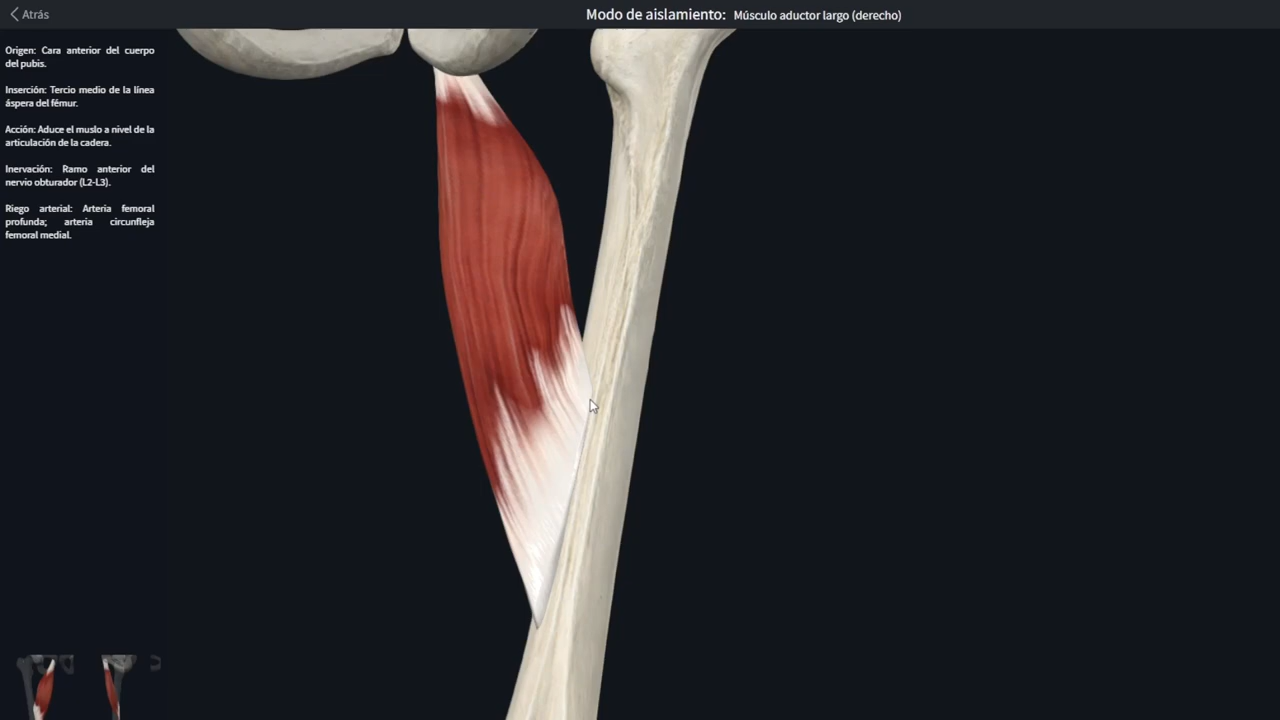 Atrás
Modo de aislamiento: Músculo aductor largo (derecho)
Origen: Cara anterior del cuerpo
del pubis.
Inserción: Tercio medio de la línea
áspera del fémur.
Acción: Aduce el muslo a nivel de la
articulación de la cadera.
Inervación: Ramo anterior del
nervio obturador (L2-L3).
Riego arterial: Arteria femoral
profunda; arteria circunfleja
femoral medial.